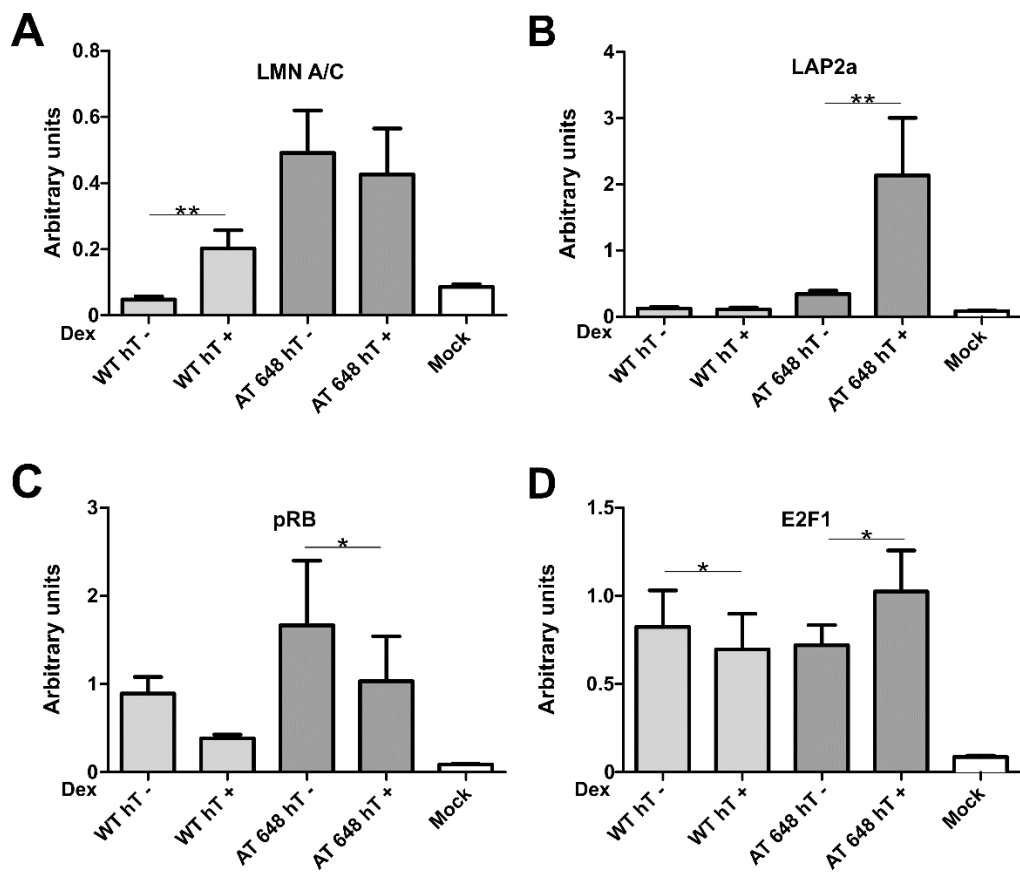 A
LMN A/C
Arbitrary units
0.8
0.6
0.4
0.2
0
**
Dex
WT hT -
WT hT +
AT 648 hT -
AT 648 hT +
Mock
B
LAP2a
Arbitrary units
4
3
2
1
0
**
WT hT -
WT hT +
AT 648 hT -
AT 648 hT +
Mock
C
pRB
Arbitrary units
3
2
1
0
*
Dex
WT hT -
WT hT +
AT 648 hT -
AT 648 hT +
Mock
D
E2F1
Arbitrary units
1.5
1.0
0.5
0
*
*
Dex
WT hT -
WT hT +
AT 648 hT -
AT 648 hT +
Mock